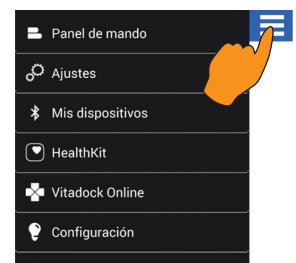 Panel de mando
Ajustes
Mis dispositivos
HealthKit
Vitadock Online
Configuración